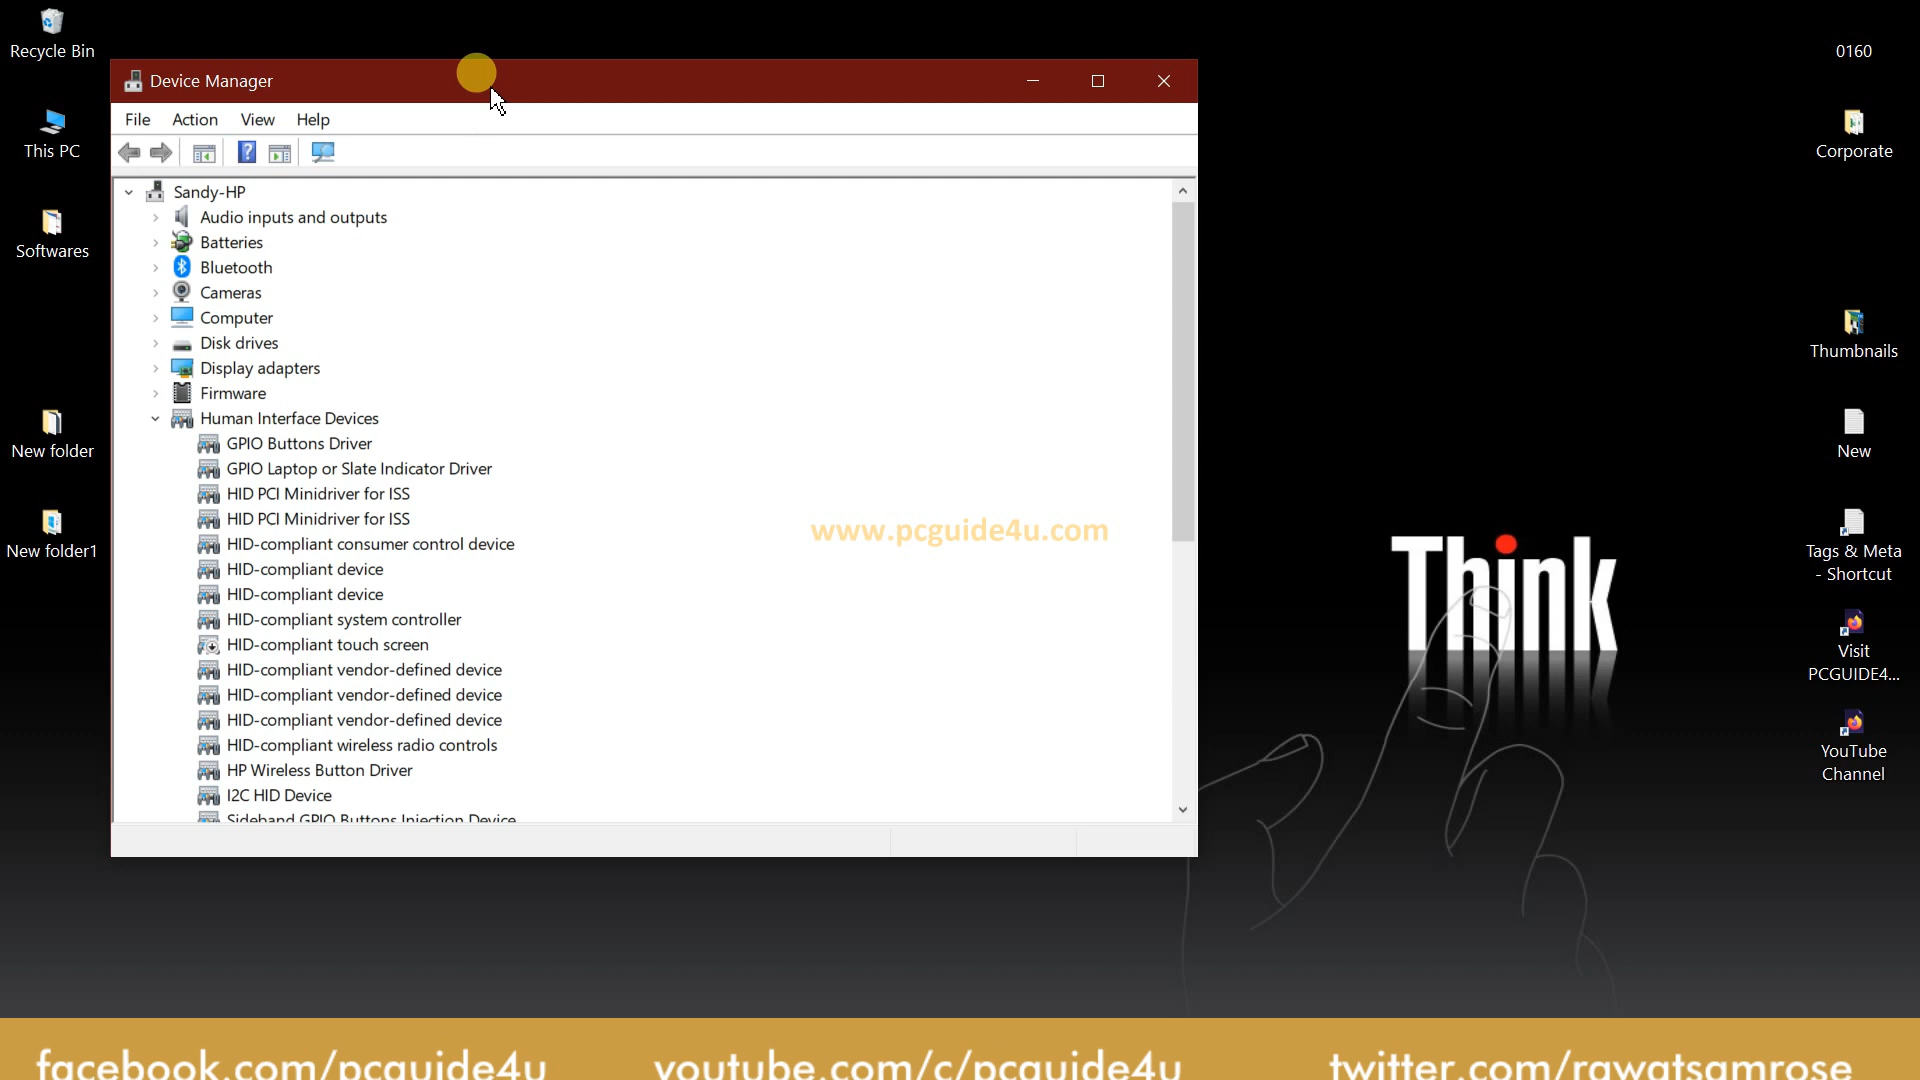 Recycle Bin
This PC
Softwares
New folder
New folder1
Device Manager
File Action View Help
Sandy-HP
Audio inputs and outputs
Batteries
Bluetooth
Cameras
Computer
Disk drives
Display adapters
Firmware
Human Interface Devices
GPIO Buttons Driver
GPIO Laptop or Slate Indicator Driver
HID PCI Minidriver for ISS
HID PCI Minidriver for ISS
HID-compliant consumer control device
HID-compliant device
HID-compliant device
HID-compliant system controller
HID-compliant touch screen
HID-compliant vendor-defined device
HID-compliant vendor-defined device
HID-compliant vendor-defined device
HID-compliant wireless radio controls
HP Wireless Button Driver
I2C HID Device
Sideband GPIO Buttons Injection Device
www.pcguide4u.com
Think
0160
Corporate
Thumbnails
New
Tags & Meta
- Shortcut
Visit
PCGUIDE4...
YouTube
Channel
facebook.com/pcguide4u youtube.com/c/pcguide4u twitter.com/rawatsamrose